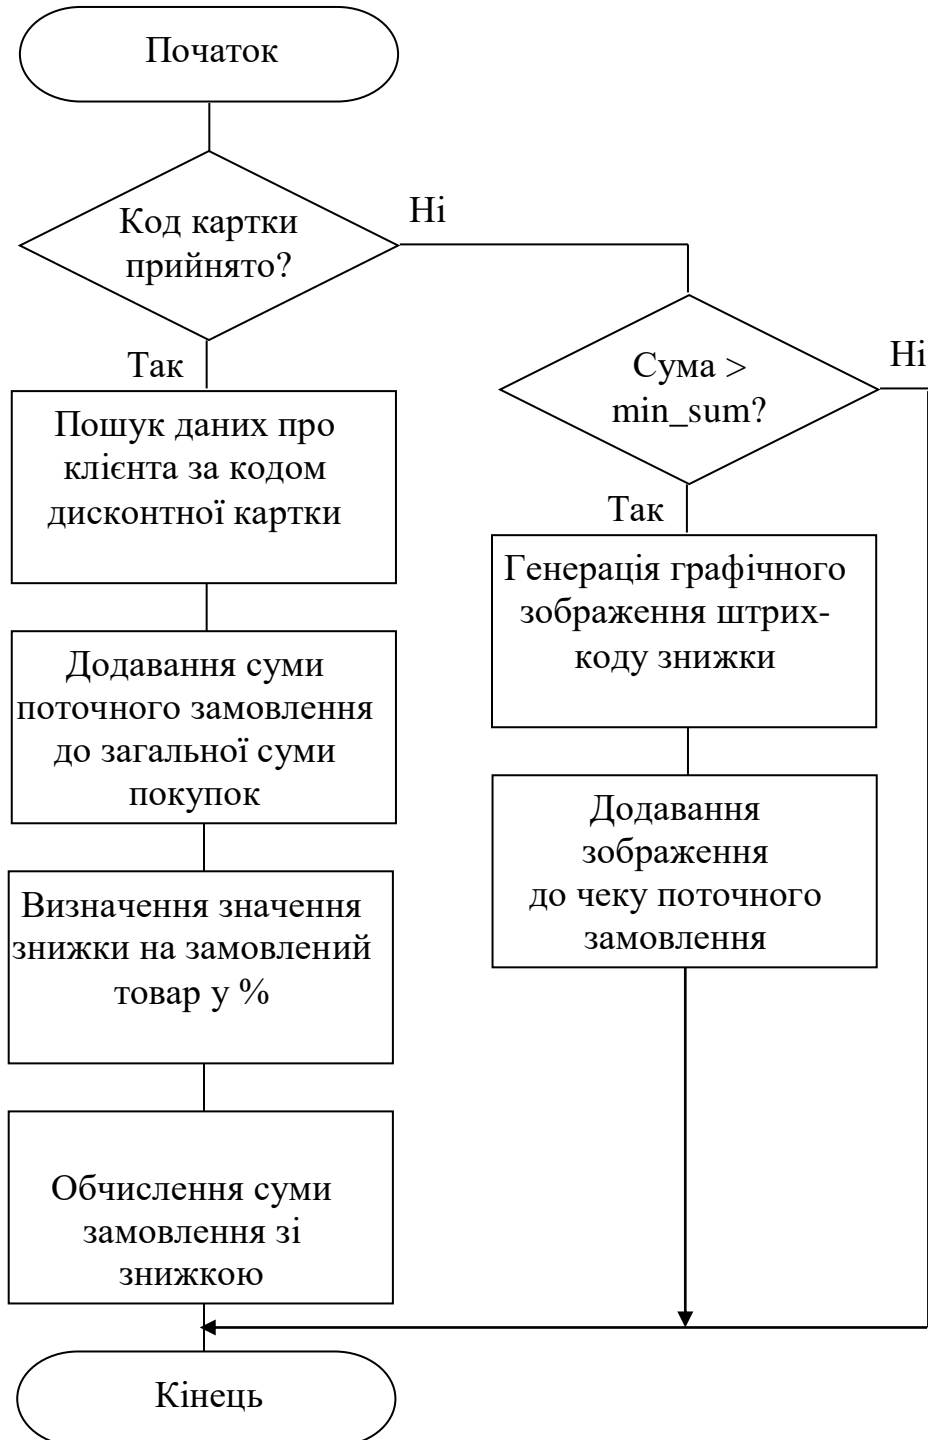 Початок
Код картки
прийнято?
Ні
Так
Сума >
min_sum?
Ні
Так
Пошук даних про
клієнта за кодом
дисконтної картки
Генерація графічного
зображення штрих-
коду знижки
Додавання суми
поточного замовлення
до загальної суми
покупок
Додавання
зображення
до чеку поточного
замовлення
Визначення значення
знижки на замовлений
товар у %
Обчислення суми
замовлення зі
знижкою
Кінець